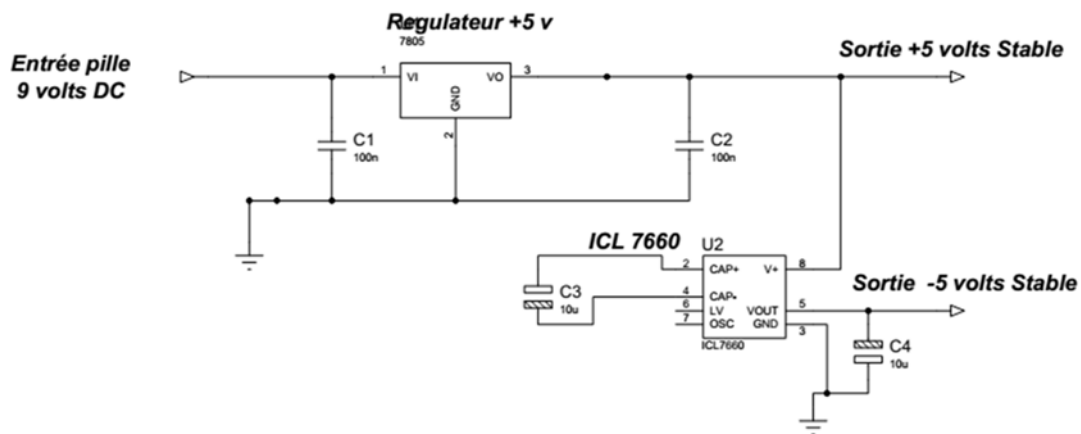 Regulateur +5 v
7805
Entrée pille
9 volts DC
Sortie +5 volts Stable
1
VI
VO
3
GND
2
C1
100n
C2
100n
ICL 7660
U2
2
CAP+
V+
8
4
CAP-
6
LV
VOUT
5
7
OSC
GND
3
ICL7660
C3
10u
Sortie -5 volts Stable
C4
10u